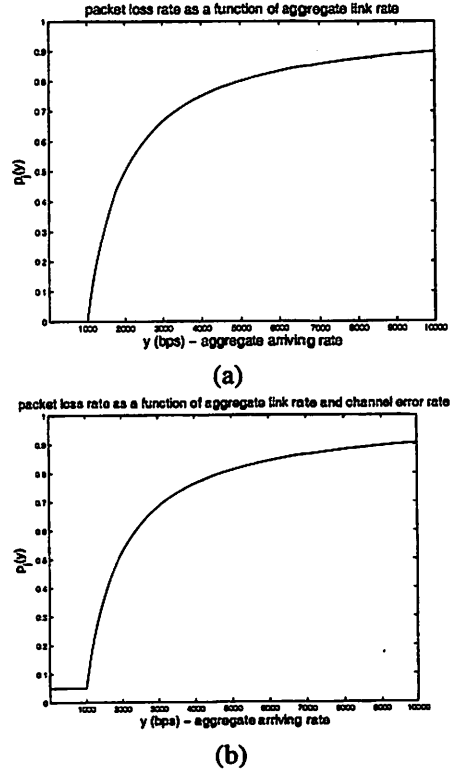 packet loss rate as a function of aggregate link rate
1
0.9
0.8
0.7
0.6
0.5
0.4
0.3
0.2
0.1
0
p_j(y)
1000 2000 3000 4000 5000 6000 7000 8000 9000 10000
y (bps) – aggregate arriving rate
(a)
packet loss rate as a function of aggregate link rate and channel error rate
1
0.9
0.8
0.7
0.6
0.5
0.4
0.3
0.2
0.1
0
p_j(y)
1000 2000 3000 4000 5000 6000 7000 8000 9000 10000
y (bps) – aggregate arriving rate
(b)